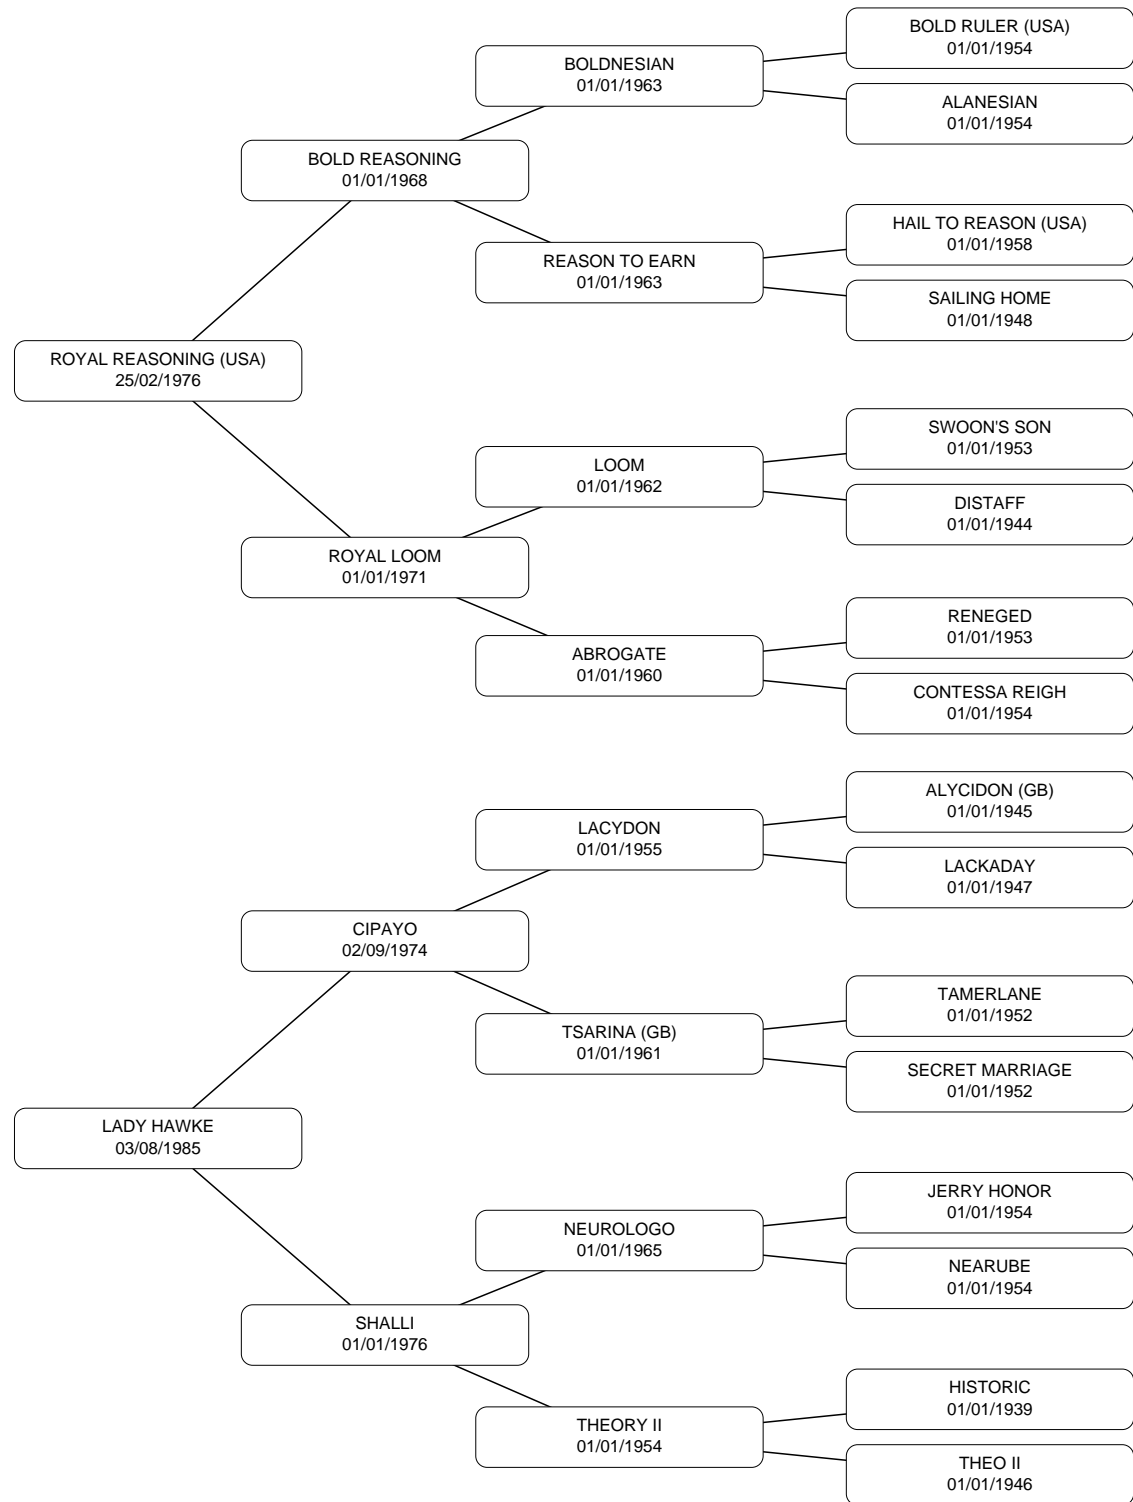 BOLD RULER (USA)
01/01/1954
BOLDNESIAN
01/01/1963
ALANESIAN
01/01/1954
BOLD REASONING
01/01/1968
HAIL TO REASON (USA)
01/01/1958
REASON TO EARN
01/01/1963
SAILING HOME
01/01/1948
ROYAL REASONING (USA)
25/02/1976
SWOON'S SON
01/01/1953
LOOM
01/01/1962
DISTAFF
01/01/1944
ROYAL LOOM
01/01/1971
RENEGED
01/01/1953
ABROGATE
01/01/1960
CONTESSA REIGH
01/01/1954
ALYCIDON (GB)
01/01/1945
LACYDON
01/01/1955
LACKADAY
01/01/1947
CIPAYO
02/09/1974
TAMERLANE
01/01/1952
TSARINA (GB)
01/01/1961
SECRET MARRIAGE
01/01/1952
LADY HAWKE
03/08/1985
JERRY HONOR
01/01/1954
NEUROLOGO
01/01/1965
NEARUBE
01/01/1954
SHALLI
01/01/1976
HISTORIC
01/01/1939
THEORY II
01/01/1954
THEO II
01/01/1946